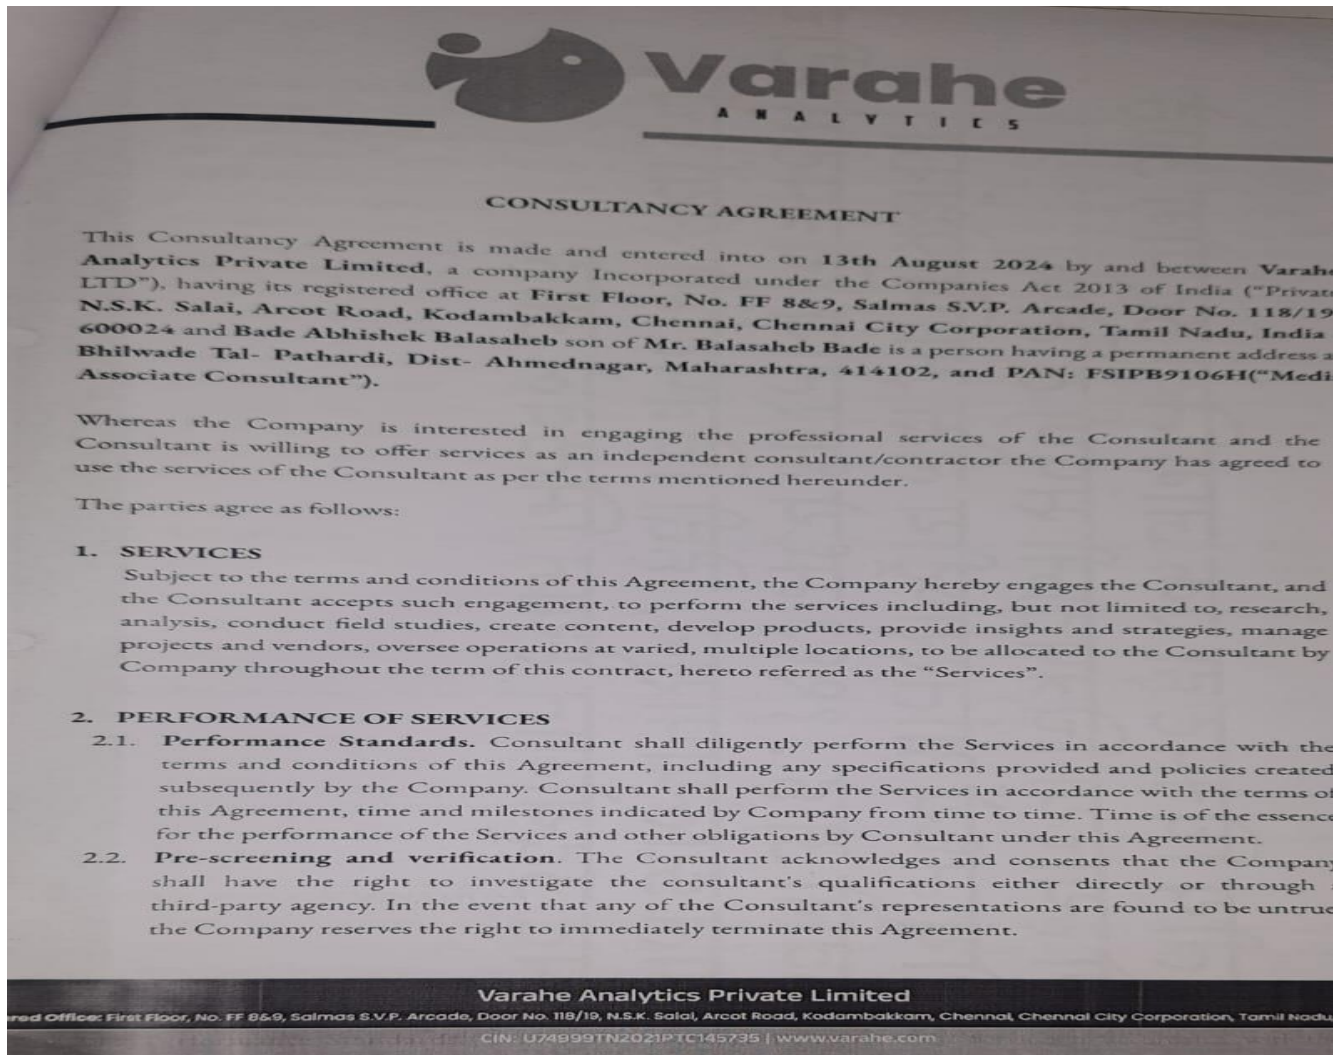 Varahe
ANALYTICS
CONSULTANCY AGREEMENT
This Consultancy Agreement is made and entered into on 13th August 2024 by and between Varahe
Analytics Private Limited, a company Incorporated under the Companies Act 2013 of India ("Private
LTD"), having its registered office at First Floor, No. FF 8&9, Salmas S.V.P. Arcade, Door No. 118/19
N.S.K. Salai, Arcot Road, Kodambakkam, Chennai, Chennai City Corporation, Tamil Nadu, India
600024 and Bade Abhishek Balasaheb son of Mr. Balasaheb Bade is a person having a permanent address a
Bhilwade Tal- Pathardi, Dist- Ahmednagar, Maharashtra, 414102, and PAN: FSIPB9106H("Medi
Associate Consultant").
Whereas the Company is interested in engaging the professional services of the Consultant and the
Consultant is willing to offer services as an independent consultant/contractor the Company has agreed to
use the services of the Consultant as per the terms mentioned hereunder.
The parties agree as follows:
1. SERVICES
Subject to the terms and conditions of this Agreement, the Company hereby engages the Consultant, and
the Consultant accepts such engagement, to perform the services including, but not limited to, research,
analysis, conduct field studies, create content, develop products, provide insights and strategies, manage
projects and vendors, oversee operations at varied, multiple locations, to be allocated to the Consultant by
Company throughout the term of this contract, hereto referred as the "Services".
2. PERFORMANCE OF SERVICES
2.1. Performance Standards. Consultant shall diligently perform the Services in accordance with the
terms and conditions of this Agreement, including any specifications provided and policies created
subsequently by the Company. Consultant shall perform the Services in accordance with the terms of
this Agreement, time and milestones indicated by Company from time to time. Time is of the essence
for the performance of the Services and other obligations by Consultant under this Agreement.
2.2. Pre-screening and verification. The Consultant acknowledges and consents that the Company
shall have the right to investigate the consultant's qualifications either directly or through
third-party agency. In the event that any of the Consultant's representations are found to be untrue
the Company reserves the right to immediately terminate this Agreement.
Varahe Analytics Private Limited
red Office: First Floor, No. FF 8&9, Salmas S.V.P. Arcade, Door No. 118/19, N.S.K. Salai, Arcot Road, Kodambakkam, Chennai, Chennai City Corporation, Tamil Nadu,
CIN: U74999TN2021PTC145735 | www.varahe.com